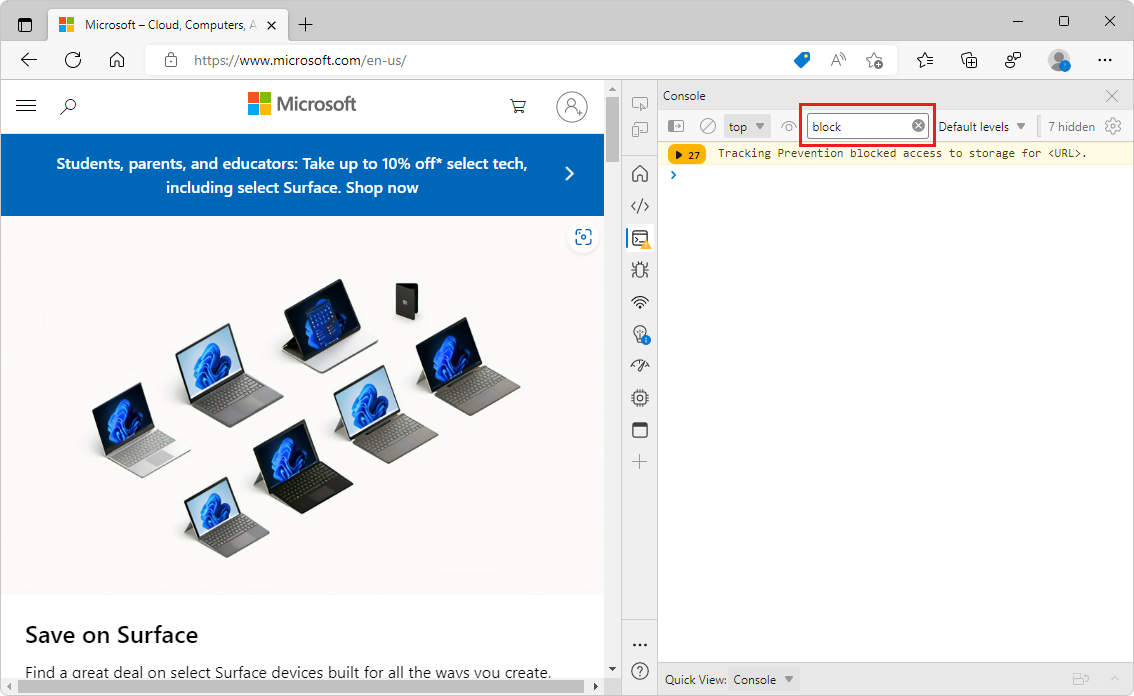 Microsoft – Cloud, Computers, A
https://www.microsoft.com/en-us/
Microsoft
Students, parents, and educators: Take up to 10% off* select tech,
including select Surface. Shop now
Save on Surface
Find a great deal on select Surface devices built for all the ways you create,
Console
top
block
Default levels
7 hidden
27 Tracking Prevention blocked access to storage for <URL>.
Quick View: Console